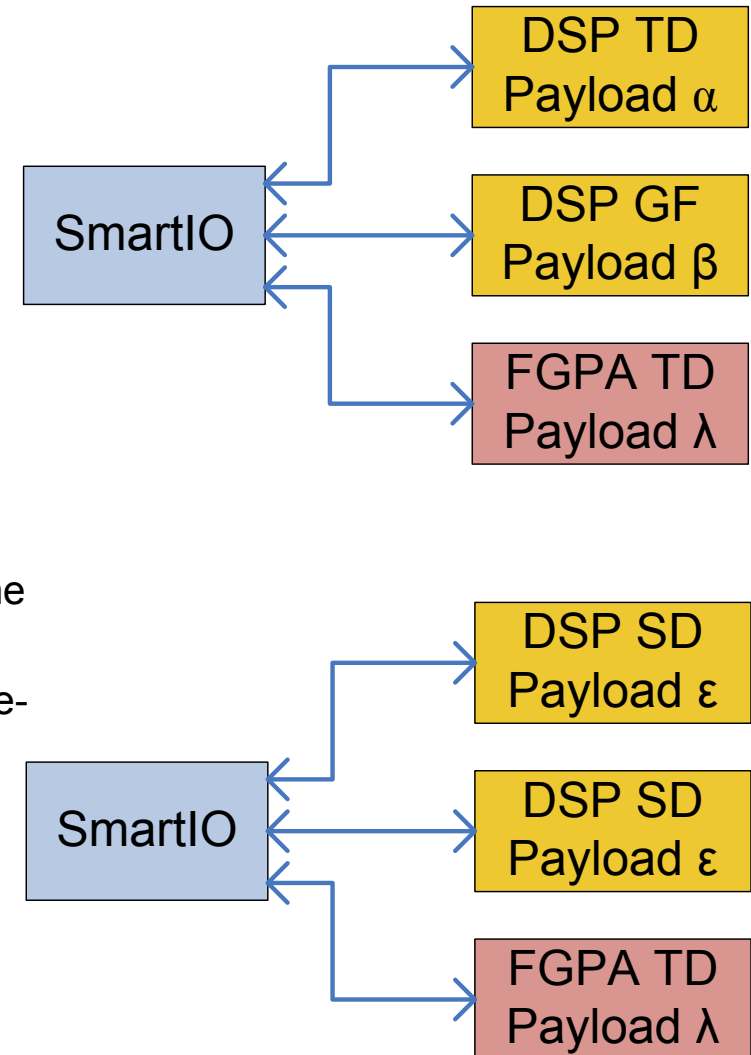 DSP TD
Payload α
SmartIO
DSP GF
Payload β
FGPA TD
Payload λ
ne
e-
DSP SD
Payload ε
SmartIO
DSP SD
Payload ε
FGPA TD
Payload λ